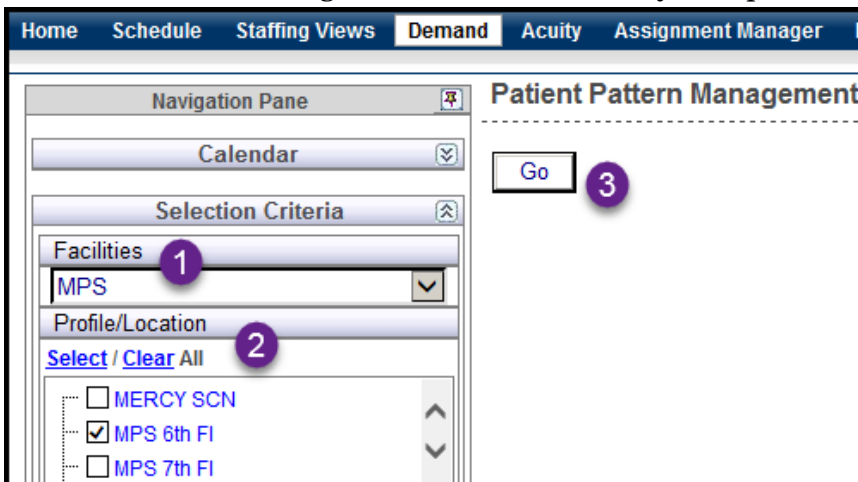 Home Schedule Staffing Views Demand Acuity Assignment Manager
Navigation Pane
Patient Pattern Management
Calendar
Go
3
Selection Criteria
Facilities
1
MPS
Profile/Location
2
Select / Clear All
MERCY SCN
MPS 6th Fl
MPS 7th Fl